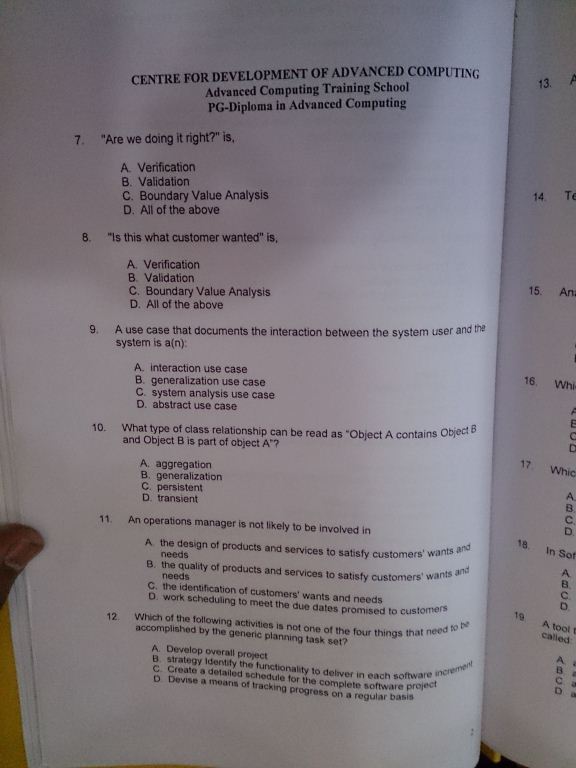 CENTRE FOR DEVELOPMENT OF ADVANCED COMPUTING
Advanced Computing Training School
PG-Diploma in Advanced Computing
7. "Are we doing it right?" is,
A. Verification
B. Validation
C. Boundary Value Analysis
D. All of the above
8. "Is this what customer wanted" is,
A. Verification
B. Validation
C. Boundary Value Analysis
D. All of the above
9. A use case that documents the interaction between the system user and the
system is a(n):
A. interaction use case
B. generalization use case
C. system analysis use case
D. abstract use case
10. What type of class relationship can be read as "Object A contains Object B
and Object B is part of object A"?
A. aggregation
B. generalization
C. persistent
D. transient
11. An operations manager is not likely to be involved in
A. the design of products and services to satisfy customers' wants and
needs
B. the quality of products and services to satisfy customers' wants and
needs
C. the identification of customers' wants and needs
D. work scheduling to meet the due dates promised to customers
12. Which of the following activities is not one of the four things that need to be
accomplished by the generic planning task set?
A. Develop overall project
B. strategy Identify the functionality to deliver in each software increment
C. Create a detailed schedule for the complete software project
D. Devise a means of tracking progress on a regular basis
2
13. A
14. Te
15. Ana
16. Whi
A
B
C
D
17. Whic
A.
B.
C.
D.
18. In Sof
A.
B.
C.
D.
19. A tool t
called:
A. a
B. a
C. a
D. a